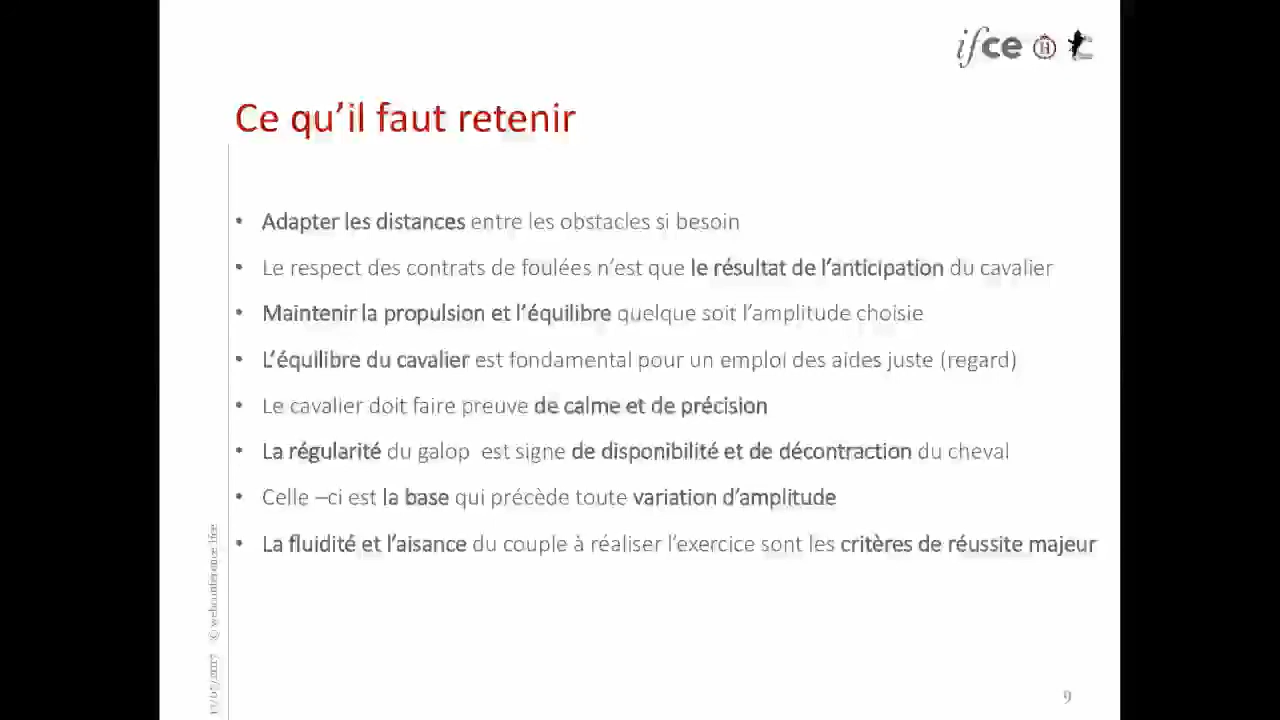 ifce
Ce qu’il faut retenir
• Adapter les distances entre les obstacles si besoin
• Le respect des contrats de foulées n’est que le résultat de l’anticipation du cavalier
• Maintenir la propulsion et l’équilibre quelque soit l’amplitude choisie
• L’équilibre du cavalier est fondamental pour un emploi des aides juste (regard)
• Le cavalier doit faire preuve de calme et de précision
• La régularité du galop est signe de disponibilité et de décontraction du cheval
• Celle –ci est la base qui précède toute variation d’amplitude
• La fluidité et l’aisance du couple à réaliser l’exercice sont les critères de réussite majeur
© webconférence ifce
9